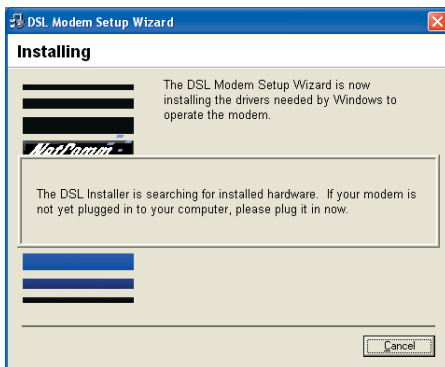 DSL Modem Setup Wizard
Installing
The DSL Modem Setup Wizard is now
installing the drivers needed by Windows to
operate the modem.
NetComm
The DSL Installer is searching for installed hardware. If your modem is
not yet plugged in to your computer, please plug it in now.
Cancel